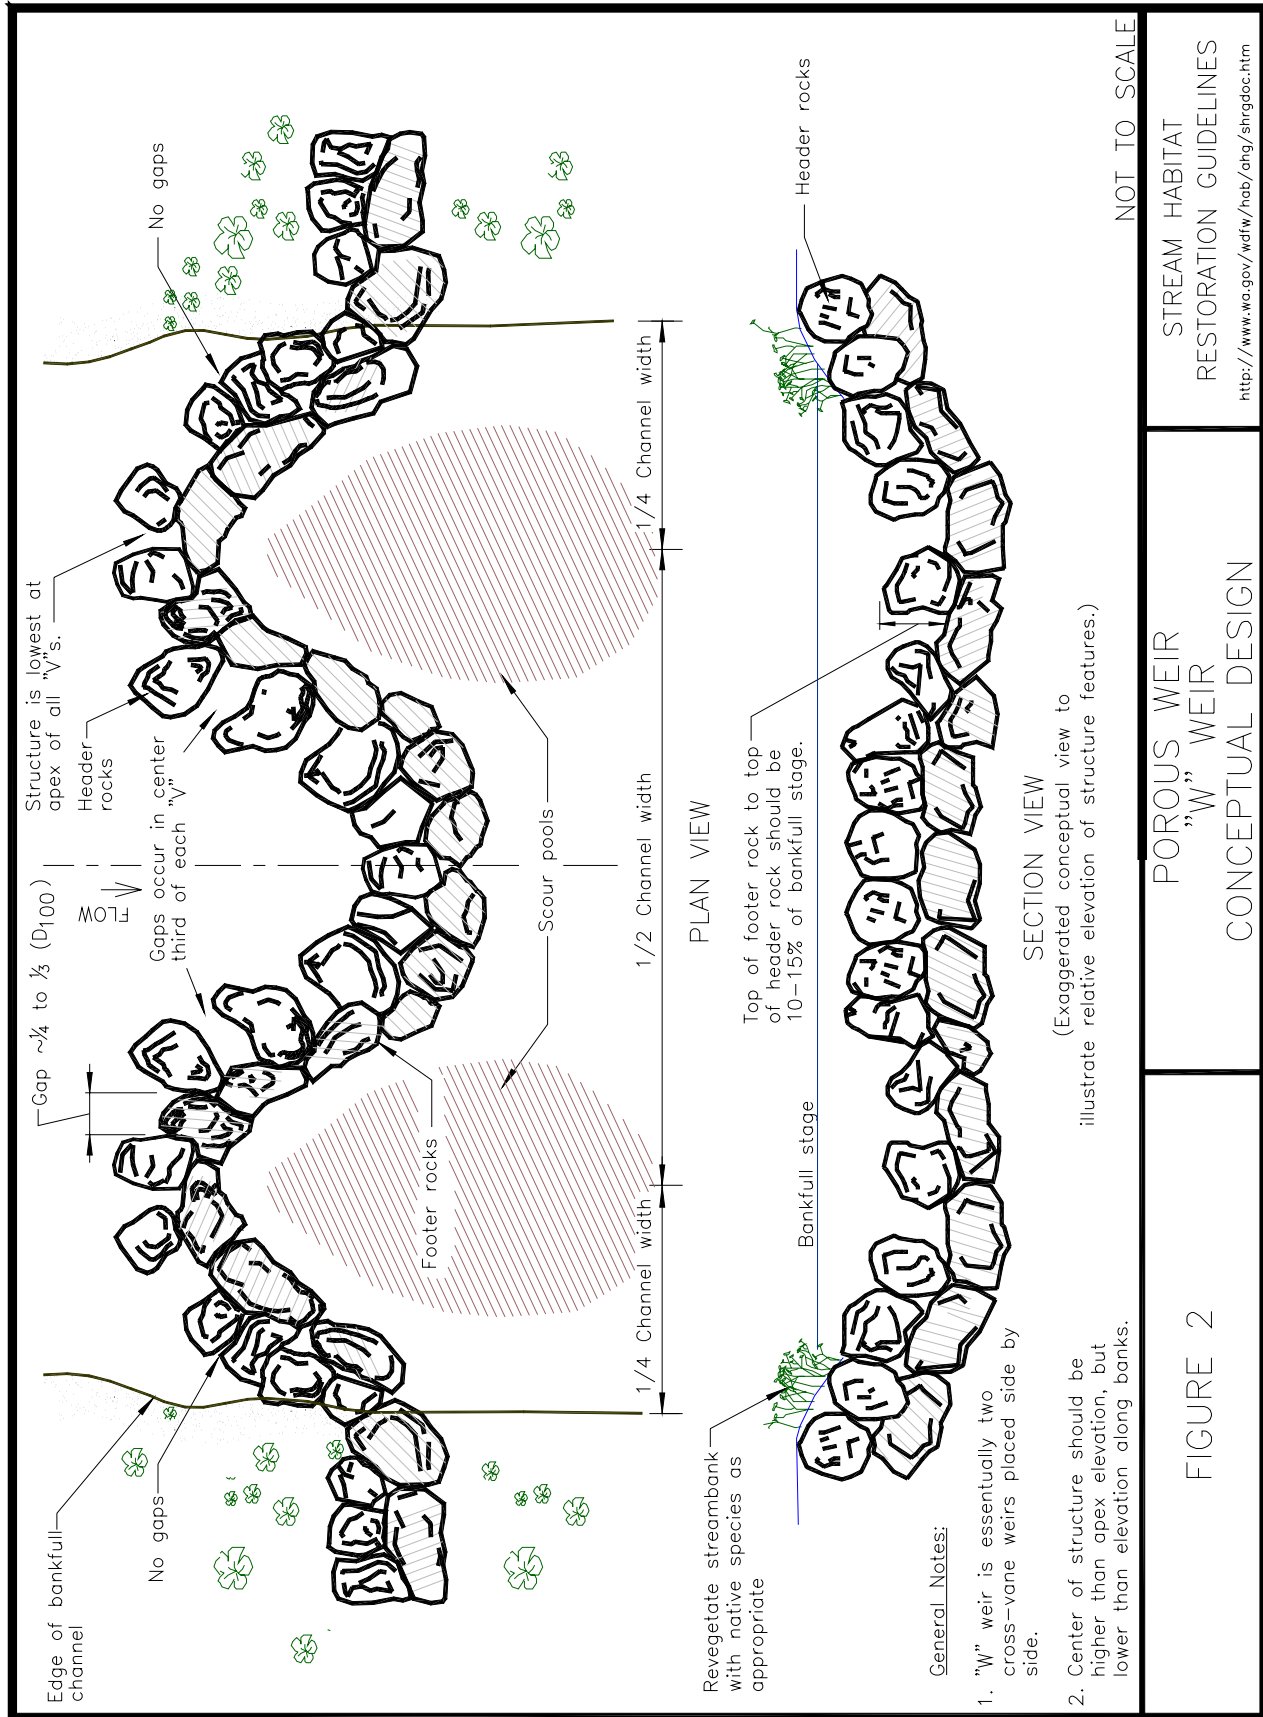 Edge of bankfull
channel
No gaps
Gap ~¼ to ⅓ (D100)
FLOW
Gaps occur in center
third of each "V"
Structure is lowest at
apex of all "V"s.
Header
rocks
No gaps
Footer rocks
Scour pools
1/4 Channel width
1/2 Channel width
1/4 Channel width
PLAN VIEW
Revegetate streambank
with native species as
appropriate
Bankfull stage
Top of footer rock to top
of header rock should be
10-15% of bankfull stage.
Header rocks
SECTION VIEW
(Exaggerated conceptual view to
illustrate relative elevation of structure features.)
General Notes:
1. "W" weir is essentially two
cross-vane weirs placed side by
side.
2. Center of structure should be
higher than apex elevation, but
lower than elevation along banks.
NOT TO SCALE
FIGURE 2
POROUS WEIR
"W" WEIR
CONCEPTUAL DESIGN
STREAM HABITAT
RESTORATION GUIDELINES
http://www.wa.gov/wdfw/hab/ahg/shrgdoc.htm